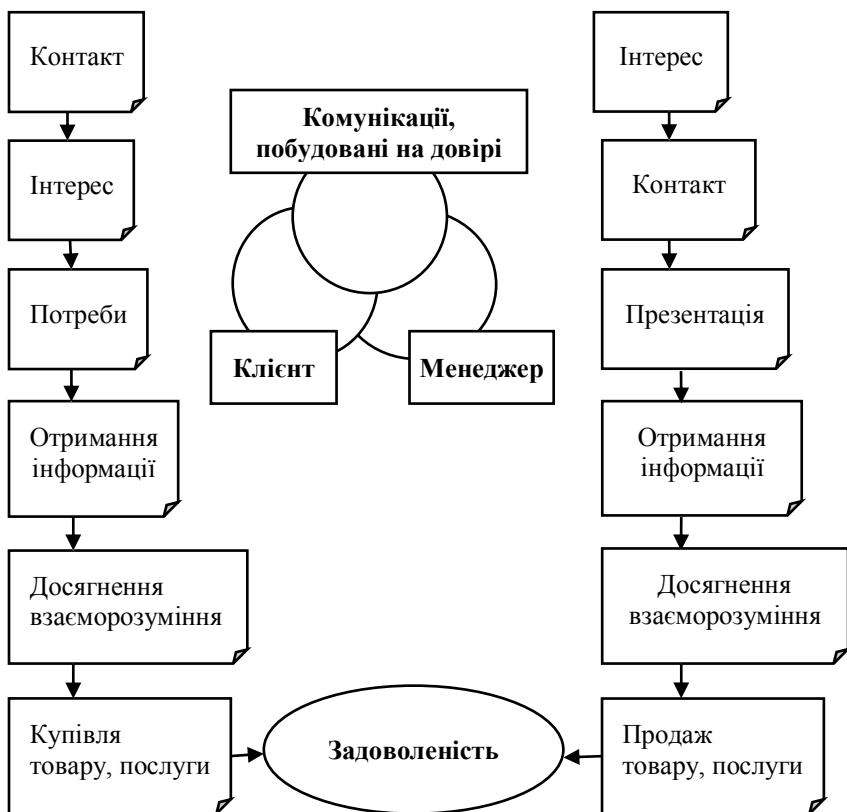 Контакт
Інтерес
Потреби
Отримання
інформації
Досягнення
взаєморозуміння
Купівля
товару, послуги
Комунікації,
побудовані на довірі
Клієнт
Менеджер
Задоволеність
Інтерес
Контакт
Презентація
Отримання
інформації
Досягнення
взаєморозуміння
Продаж
товару, послуги